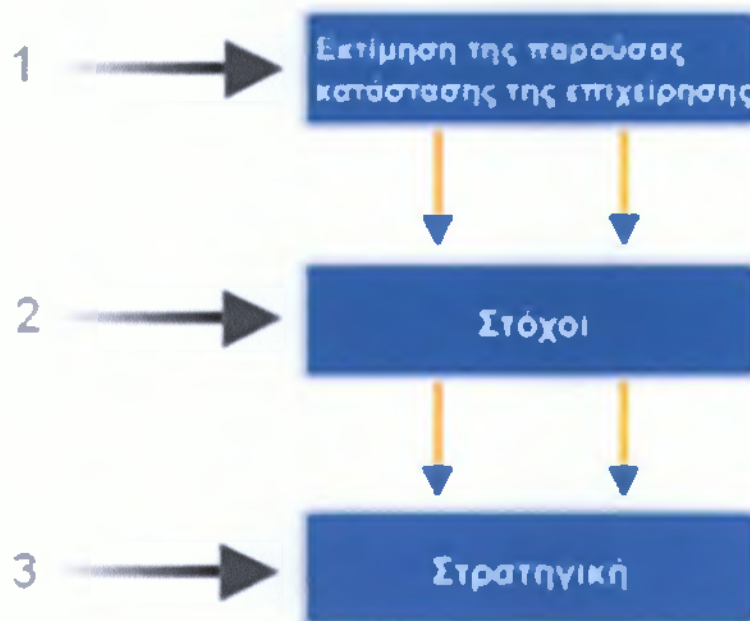 1
Εκτίμηση της παρούσας
κατάστασης της επιχείρησης
2
Στόχοι
3
Στρατηγική